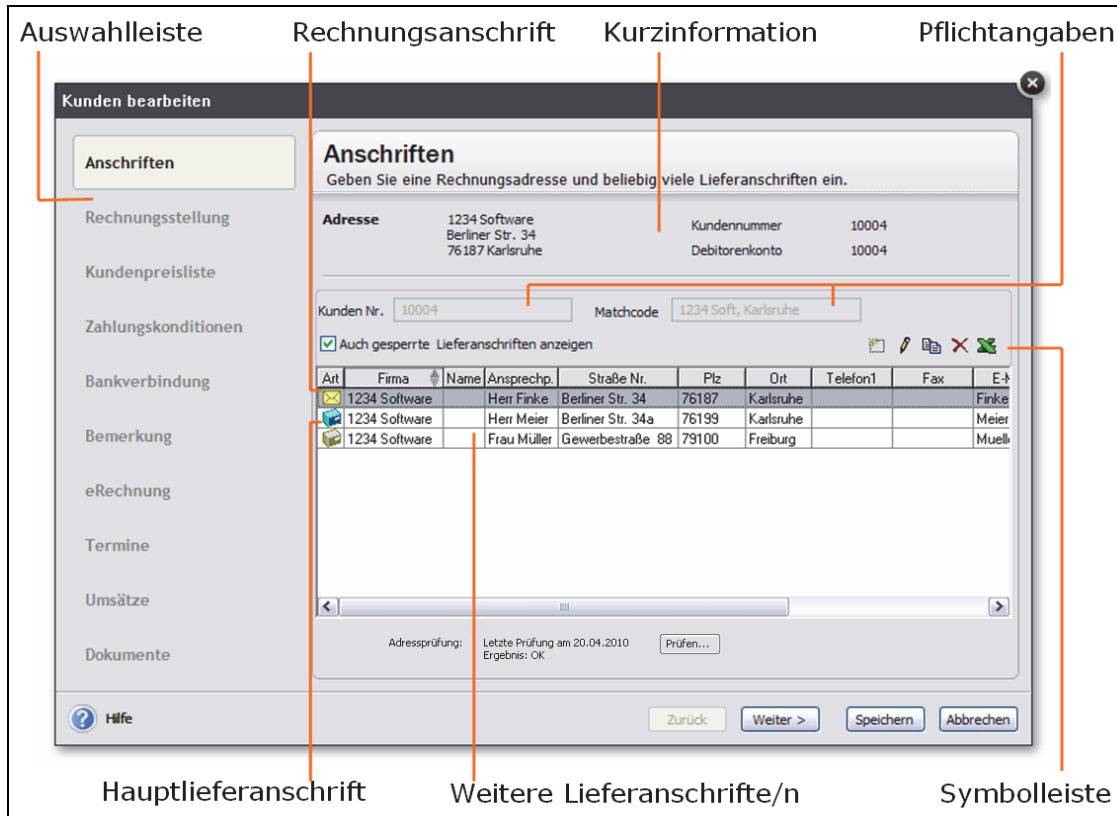 Auswahlleiste Rechnungsanschrift Kurzinformation Pflichtangaben
Kunden bearbeiten
Anschriften
Rechnungsstellung
Kundenpreisliste
Zahlungskonditionen
Bankverbindung
Bemerkung
eRechnung
Termine
Umsätze
Dokumente
Anschriften
Geben Sie eine Rechnungsadresse und beliebig viele Lieferanschriften ein.
Adresse 1234 Software Kundennummer 10004
Berliner Str. 34
76187 Karlsruhe Debitorenkonto 10004
Kunden Nr. 10004 Matchcode 1234 Soft, Karlsruhe
Auch gesperrte Lieferanschriften anzeigen
Art Firma Name Ansprechp. Straße Nr. Plz Ort Telefon1 Fax E-M
1234 Software Herr Finke Berliner Str. 34 76187 Karlsruhe Finke
1234 Software Herr Meier Berliner Str. 34a 76199 Karlsruhe Meier
1234 Software Frau Müller Gewerbestraße 88 79100 Freiburg Muell
Adressprüfung: Letzte Prüfung am 20.04.2010 Prüfen...
Ergebnis: OK
Hilfe Zurück Weiter > Speichern Abbrechen
Hauptlieferanschrift Weitere Lieferanschrifte/n Symbolleiste